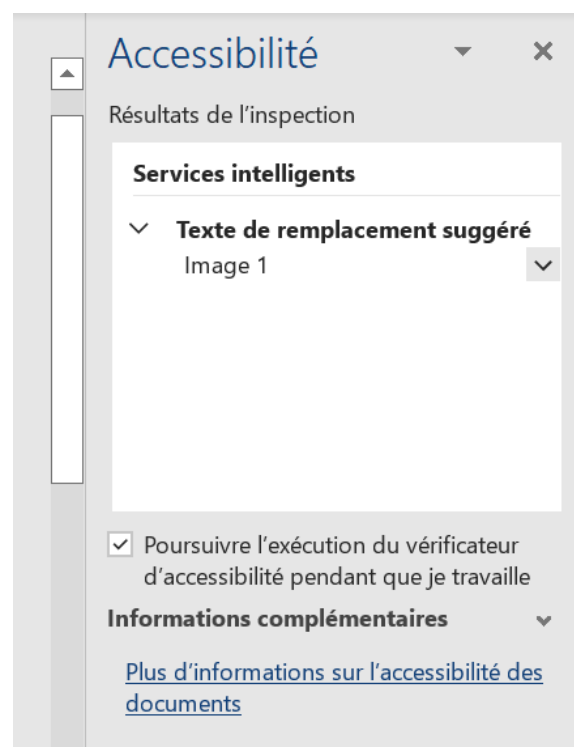 Accessibilité
Résultats de l’inspection
Services intelligents
Texte de remplacement suggéré
Image 1
Poursuivre l’exécution du vérificateur
d’accessibilité pendant que je travaille
Informations complémentaires
Plus d’informations sur l’accessibilité des
documents